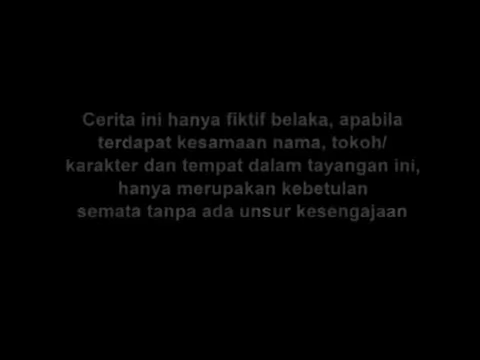 Cerita ini hanya fiktif belaka, apabila
terdapat kesamaan nama, tokoh/
karakter dan tempat dalam tayangan ini,
hanya merupakan kebetulan
semata tanpa ada unsur kesengajaan